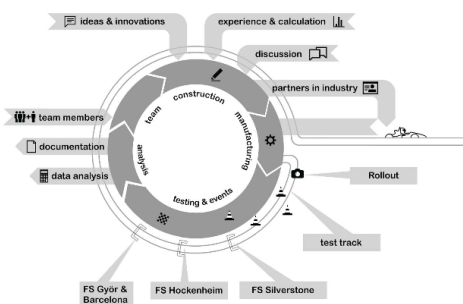 ideas & innovations
experience & calculation
discussion
partners in industry
construction
team
manufacturing
team members
documentation
analysis
data analysis
testing & events
Rollout
test track
FS Györ &
Barcelona
FS Hockenheim
FS Silverstone